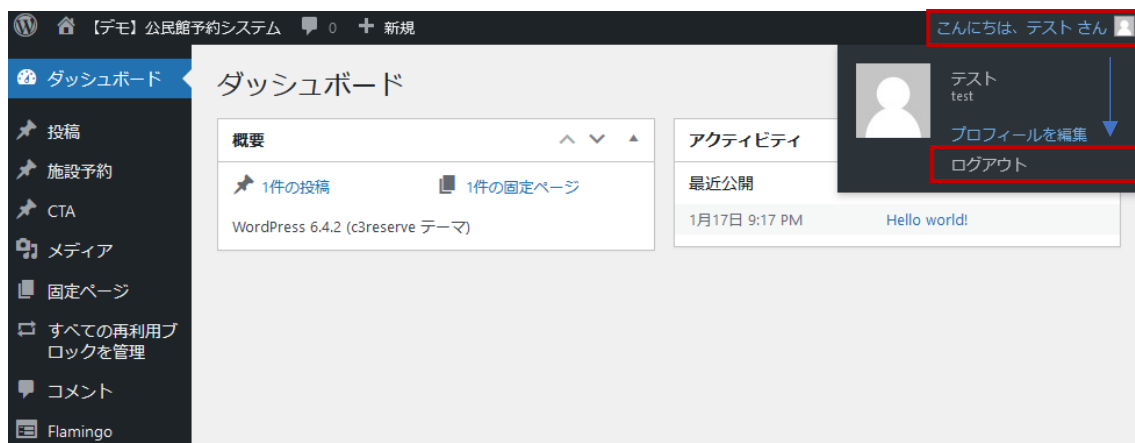 【デモ】公民館予約システム 0 新規 こんにちは、テスト さん
ダッシュボード
投稿
施設予約
CTA
メディア
固定ページ
すべての再利用ブ
ロックを管理
コメント
Flamingo
ダッシュボード
概要
1件の投稿 1件の固定ページ
WordPress 6.4.2 (c3reserve テーマ)
アクティビティ
最近公開
1月17日 9:17 PM Hello world!
テスト
test
プロフィールを編集
ログアウト